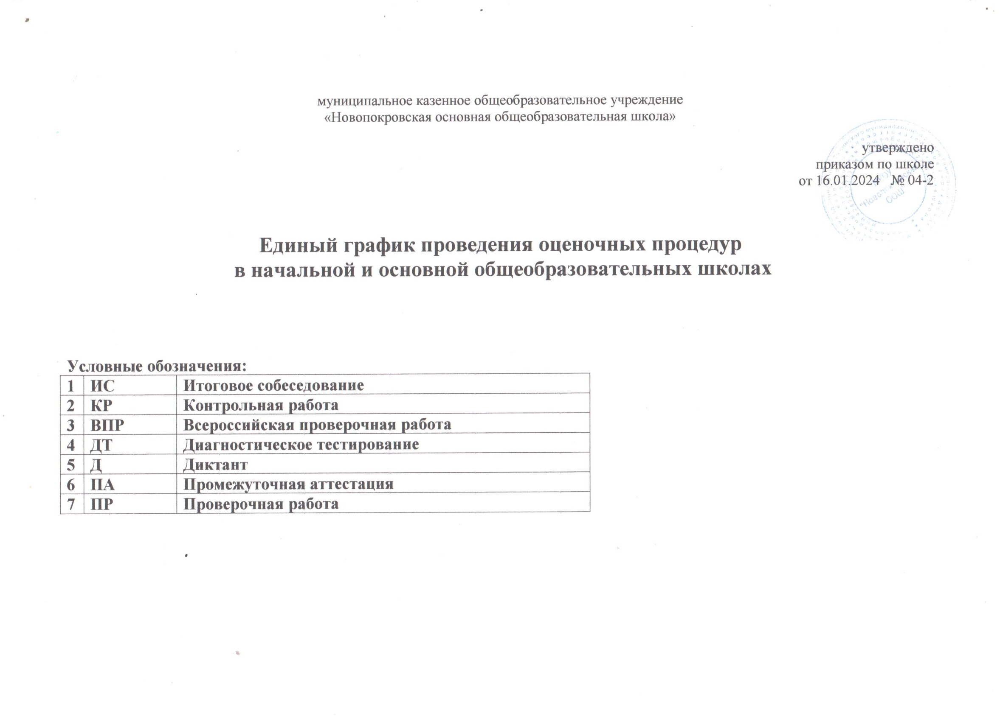 муниципальное казенное общеобразовательное учреждение
«Новопокровская основная общеобразовательная школа»
утверждено
приказом по школе
от 16.01.2024 № 04-2
Единый график проведения оценочных процедур
в начальной и основной общеобразовательных школах
Условные обозначения:
1 ИС Итоговое собеседование
2 КР Контрольная работа
3 ВПР Всероссийская проверочная работа
4 ДТ Диагностическое тестирование
5 Д Диктант
6 ПА Промежуточная аттестация
7 ПР Проверочная работа